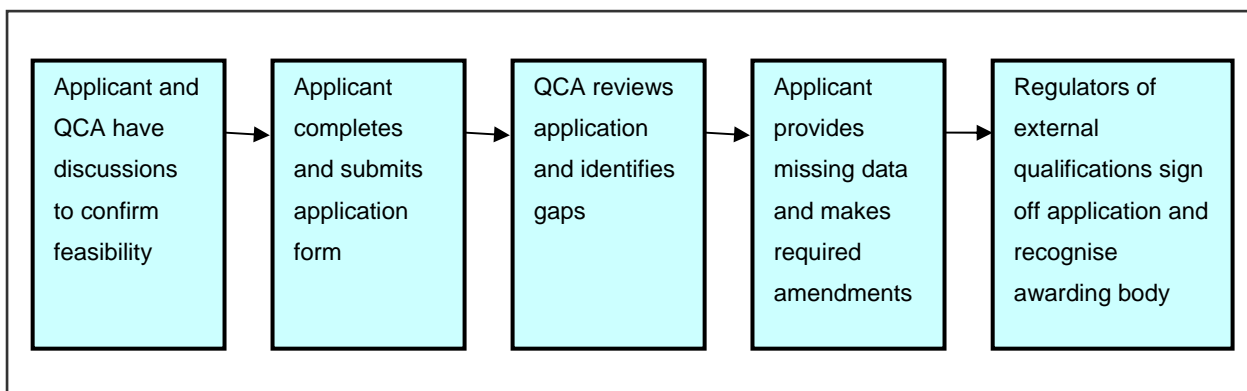 Applicant and
QCA have
discussions
to confirm
feasibility
Applicant
completes
and submits
application
form
QCA reviews
application
and identifies
gaps
Applicant
provides
missing data
and makes
required
amendments
Regulators of
external
qualifications sign
off application and
recognise
awarding body